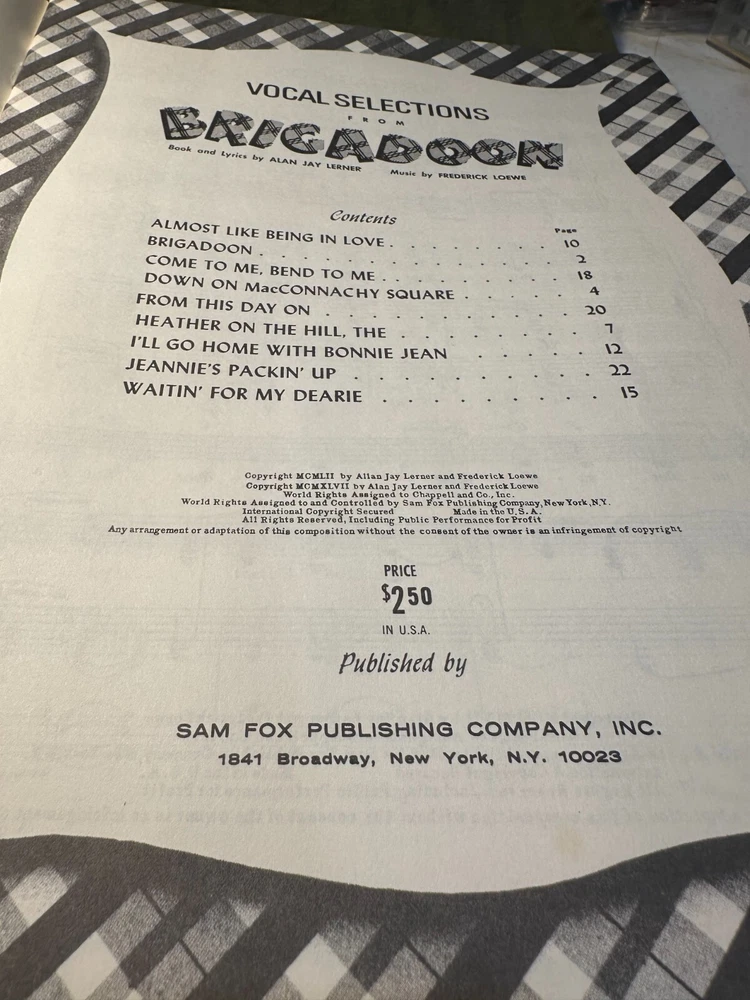 VOCAL SELECTIONS
FROM
BRIGADOON
Book and Lyrics by ALAN JAY LERNER Music by FREDERICK LOEWE
Contents
Page
ALMOST LIKE BEING IN LOVE . . . . . . . . 10
BRIGADOON . . . . . . . . . . . . 2
COME TO ME, BEND TO ME . . . . . . . . 18
DOWN ON MacCONNACHY SQUARE . . . . . 4
FROM THIS DAY ON . . . . . . . . . . . 20
HEATHER ON THE HILL, THE . . . . . . . . 7
I'LL GO HOME WITH BONNIE JEAN . . . . . 12
JEANNIE'S PACKIN' UP . . . . . . . . . . 22
WAITIN' FOR MY DEARIE . . . . . . . . . 15
Copyright MCMLII by Allan Jay Lerner and Frederick Loewe
Copyright MCMXLVII by Alan Jay Lerner and Frederick Loewe
World Rights Assigned to Chappell and Co., Inc.
World Rights Assigned to and Controlled by Sam Fox Publishing Company, New York, N.Y.
International Copyright Secured Made in the U.S.A.
All Rights Reserved, Including Public Performance for Profit
Any arrangement or adaptation of this composition without the consent of the owner is an infringement of copyright
PRICE
$2.50
IN U.S.A.
Published by
SAM FOX PUBLISHING COMPANY, INC.
1841 Broadway, New York, N.Y. 10023